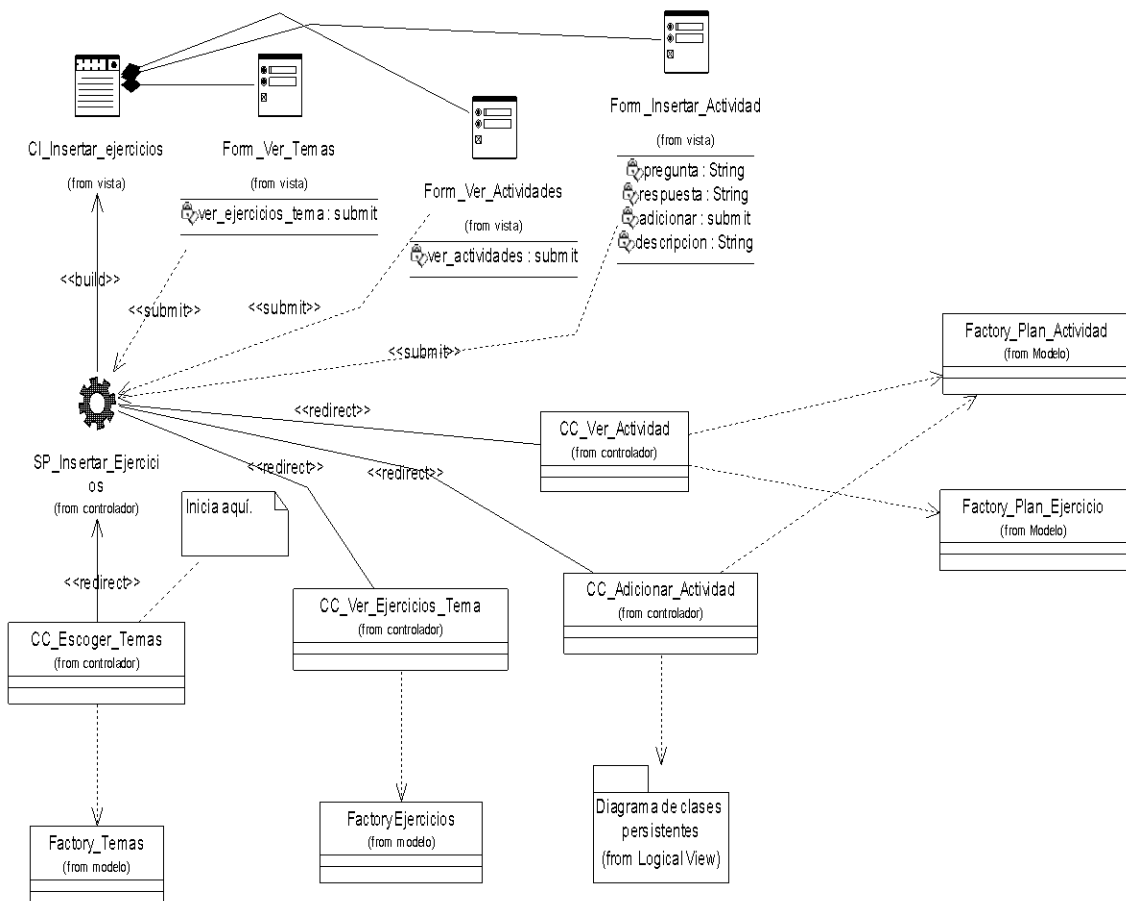 CI_Insertar_ejercicios
(from vista)
Form_Ver_Temas
(from vista)
ver_ejercicios_tema : submit
Form_Ver_Actividades
(from vista)
ver_actividades : submit
Form_Insertar_Actividad
(from vista)
pregunta : String
respuesta : String
adicionar : submit
descripcion : String
<<build>>
<<submit>>
<<submit>>
<<submit>>
SP_Insertar_Ejercici
os
(from controlador)
<<redirect>>
<<redirect>>
<<redirect>>
<<redirect>>
Inicia aquí.
CC_Ver_Actividad
(from controlador)
Factory_Plan_Actividad
(from Modelo)
Factory_Plan_Ejercicio
(from Modelo)
CC_Escoger_Temas
(from controlador)
CC_Ver_Ejercicios_Tema
(from controlador)
CC_Adicionar_Actividad
(from controlador)
Factory_Temas
(from modelo)
FactoryEjercicios
(from modelo)
Diagrama de clases
persistentes
(from Logical View)